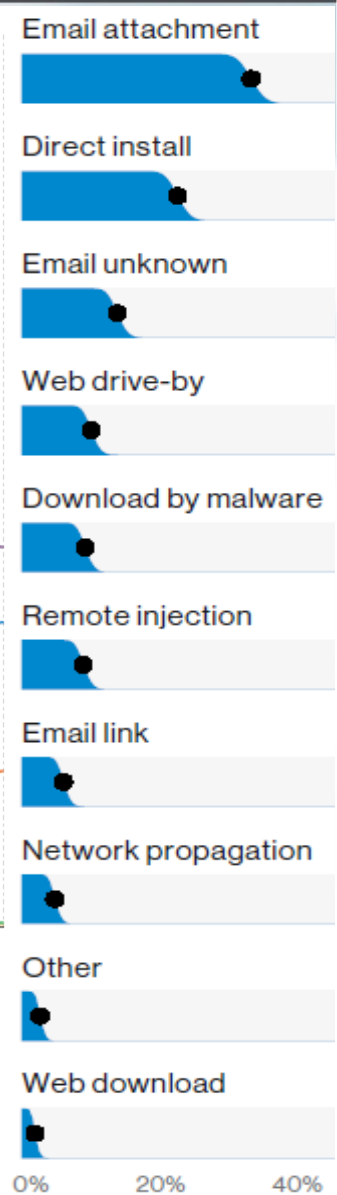 Email attachment
Direct install
Email unknown
Web drive-by
Download by malware
Remote injection
Email link
Network propagation
Other
Web download
0% 20% 40%